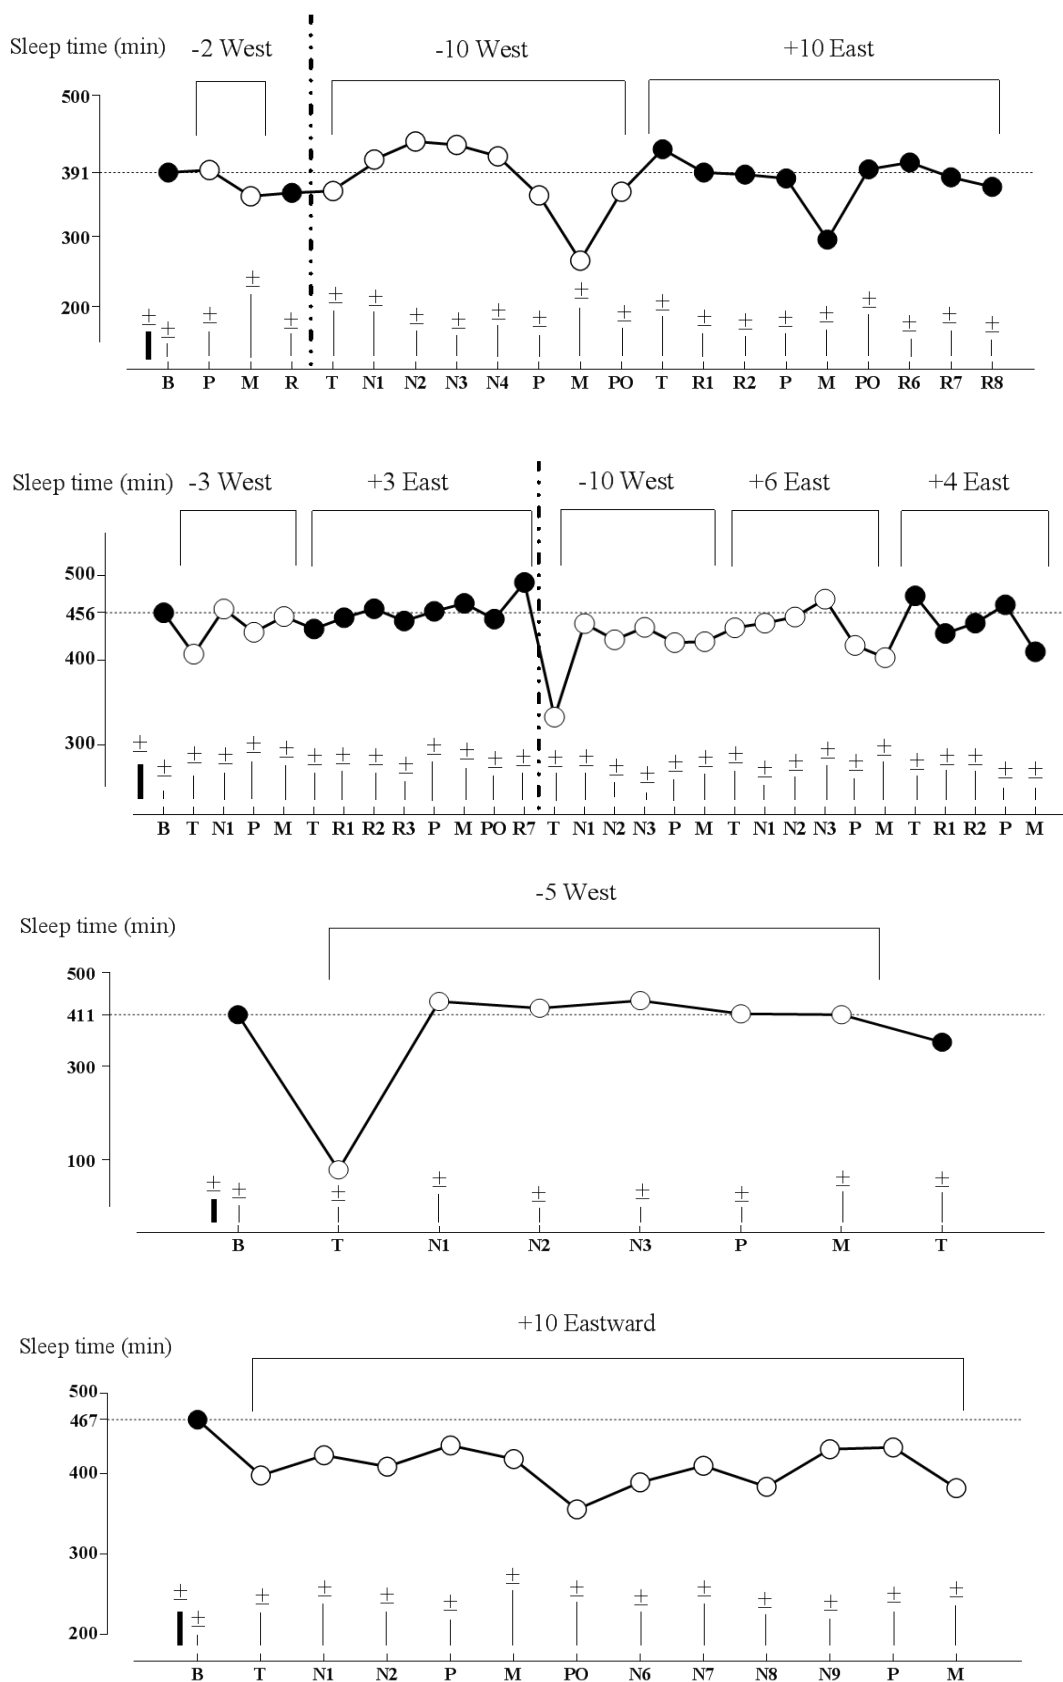 Sleep time (min) -2 West -10 West +10 East
500
391
300
200
± ± ± ± ± ± ± ± ± ± ± ± ± ± ± ± ± ± ± ± ± ±
B P M R T N1 N2 N3 N4 P M PO T R1 R2 P M PO R6 R7 R8
Sleep time (min) -3 West +3 East -10 West +6 East +4 East
500
456
400
300
± ± ± ± ± ± ± ± ± ± ± ± ± ± ± ± ± ± ± ± ± ± ± ± ± ± ± ± ± ± ±
B T N1 P M T R1 R2 R3 P M PO R7 T N1 N2 N3 P M T N1 N2 N3 P M T R1 R2 P M
-5 West
Sleep time (min)
500
411
300
100
± ± ± ± ± ± ± ± ±
B T N1 N2 N3 P M T
+10 Eastward
Sleep time (min)
500
467
400
300
200
± ± ± ± ± ± ± ± ± ± ± ± ± ±
B T N1 N2 P M PO N6 N7 N8 N9 P M